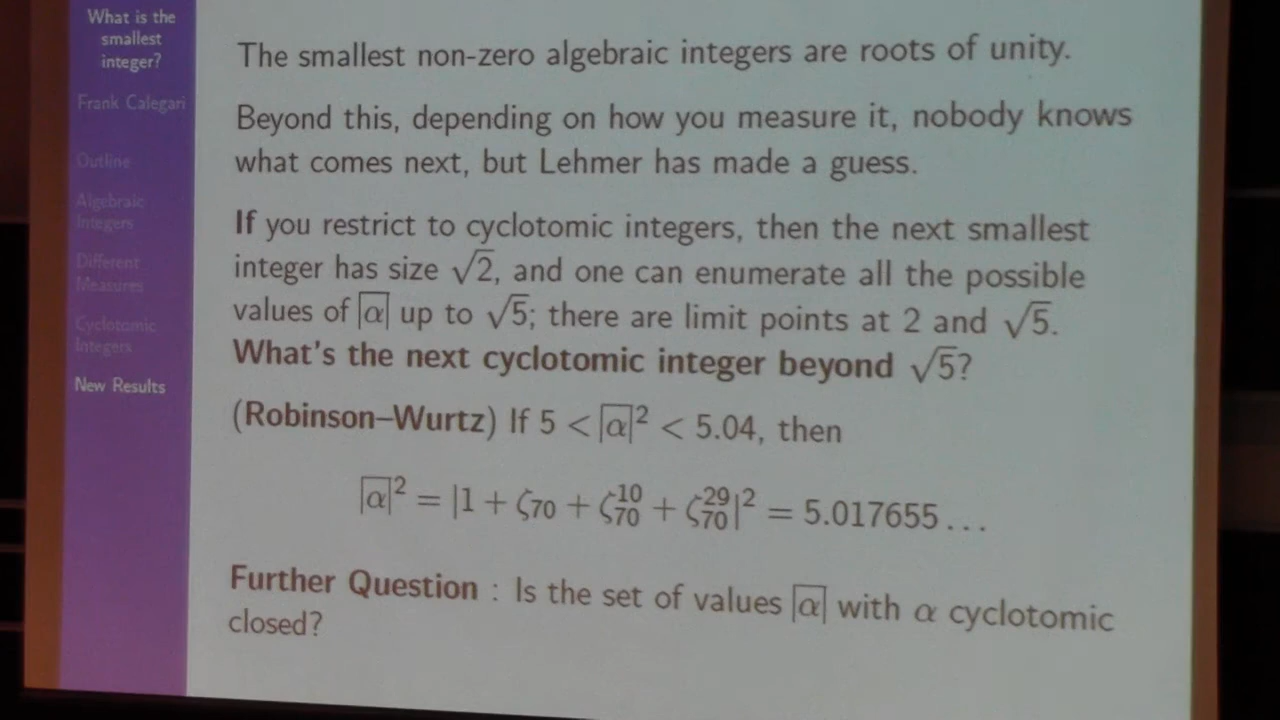 What is the
smallest
integer?
Frank Calegari
Outline
Algebraic
Integers
Different
Measures
Cyclotomic
Integers
New Results
The smallest non-zero algebraic integers are roots of unity.
Beyond this, depending on how you measure it, nobody knows
what comes next, but Lehmer has made a guess.
If you restrict to cyclotomic integers, then the next smallest
integer has size √2, and one can enumerate all the possible
values of |α| up to √5; there are limit points at 2 and √5.
What's the next cyclotomic integer beyond √5?
(Robinson–Wurtz) If 5 < |α|² < 5.04, then
|α|² = |1 + ζ₇₀ + ζ₇₀¹⁰ + ζ₇₀²⁹|² = 5.017655...
Further Question : Is the set of values |α| with α cyclotomic
closed?